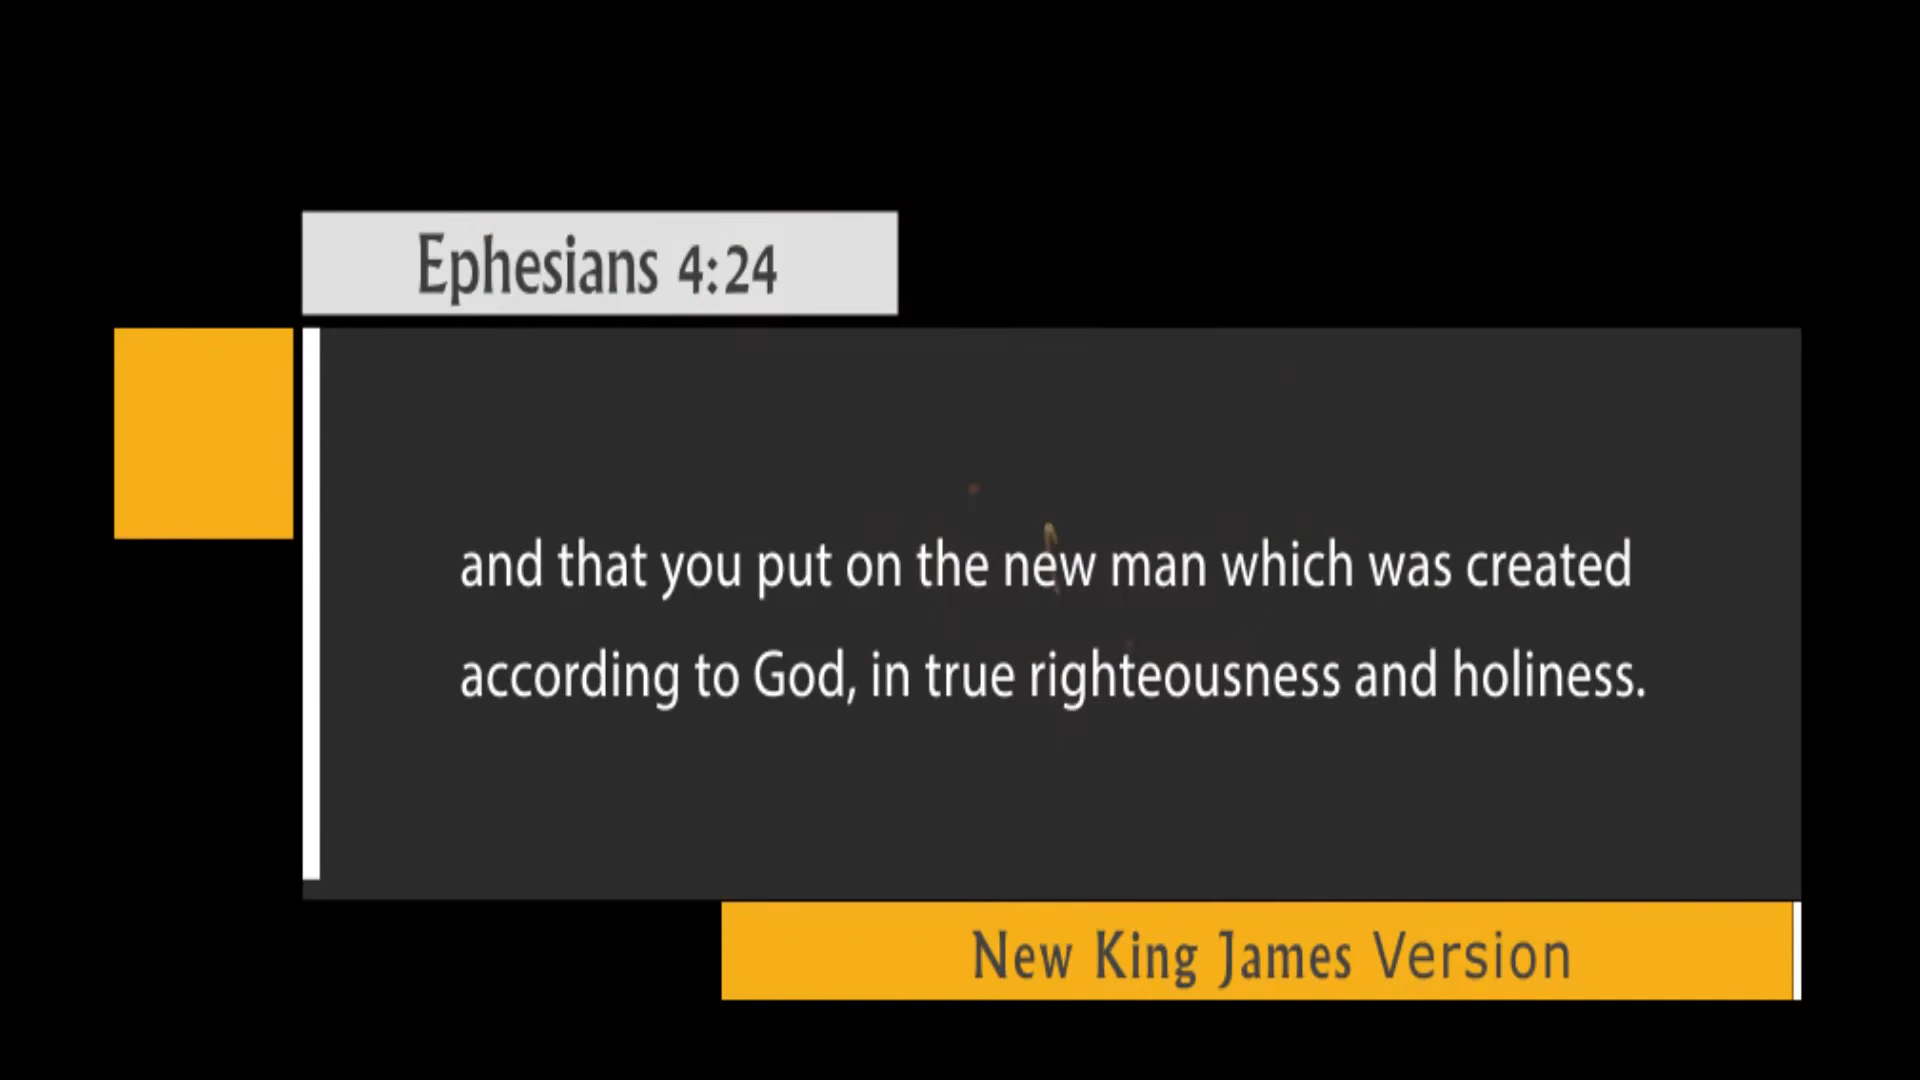 Ephesians 4:24
and that you put on the new man which was created
according to God, in true righteousness and holiness.
New King James Version